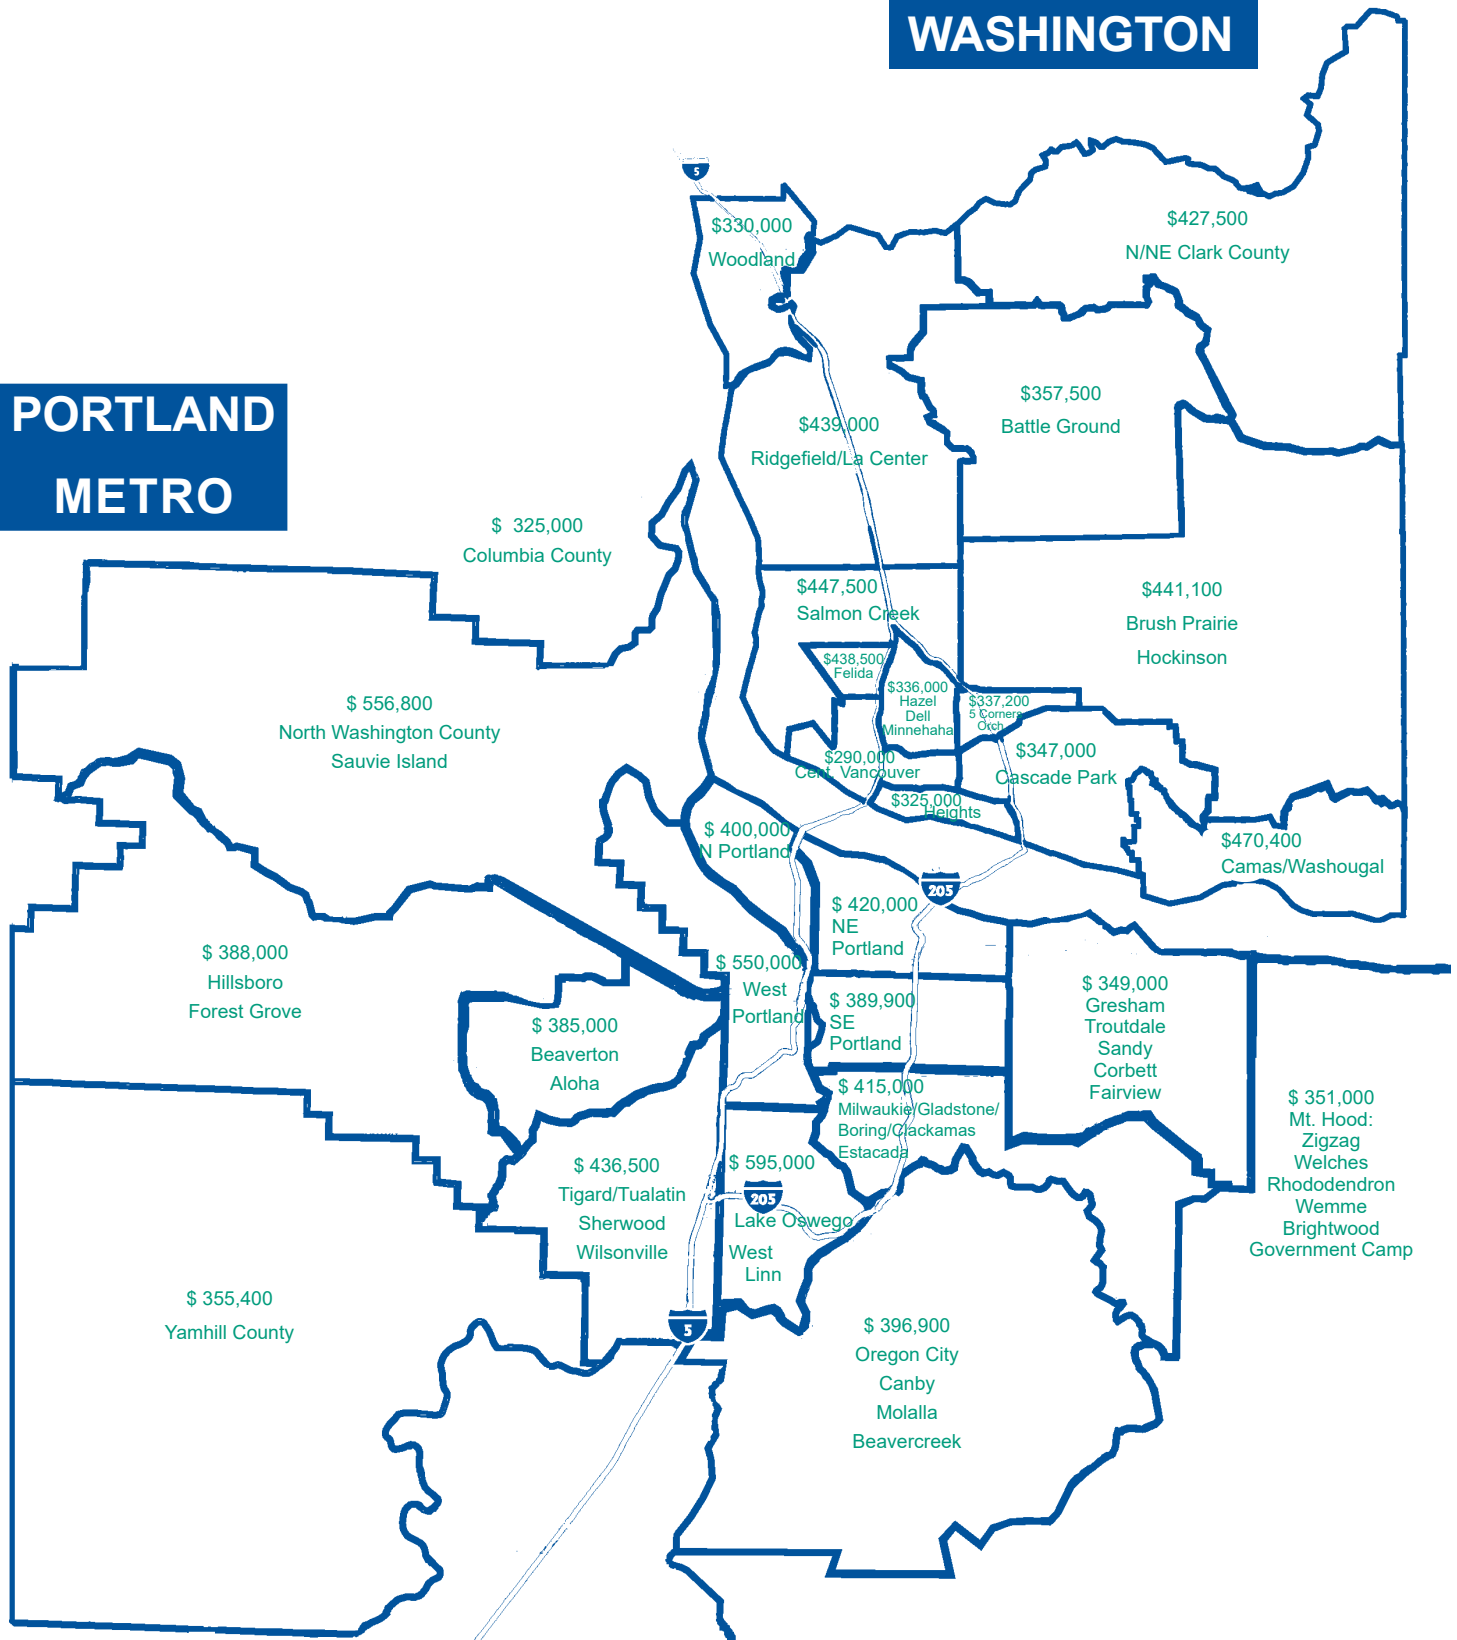 WASHINGTON
5
$330,000
Woodland
$427,500
N/NE Clark County
PORTLAND
METRO
$357,500
Battle Ground
$439,000
Ridgefield/La Center
$ 325,000
Columbia County
$447,500
Salmon Creek
$441,100
Brush Prairie
Hockinson
$438,500
Felida
$336,000
Hazel
Dell
Minnehaha
$337,200
5 Corners
Orch
$ 556,800
North Washington County
Sauvie Island
$290,000
Cent. Vancouver
$347,000
Cascade Park
$325,000
Heights
$ 400,000
N Portland
$470,400
Camas/Washougal
205
$ 420,000
NE
Portland
$ 388,000
Hillsboro
Forest Grove
$ 550,000
West
Portland
$ 389,900
SE
Portland
$ 349,000
Gresham
Troutdale
Sandy
Corbett
Fairview
$ 385,000
Beaverton
Aloha
$ 415,000
Milwaukie/Gladstone/
Boring/Clackamas
Estacada
$ 351,000
Mt. Hood:
Zigzag
Welches
Rhododendron
Wemme
Brightwood
Government Camp
$ 436,500
Tigard/Tualatin
Sherwood
Wilsonville
$ 595,000
205
Lake Oswego
West
Linn
$ 355,400
Yamhill County
5
$ 396,900
Oregon City
Canby
Molalla
Beavercreek